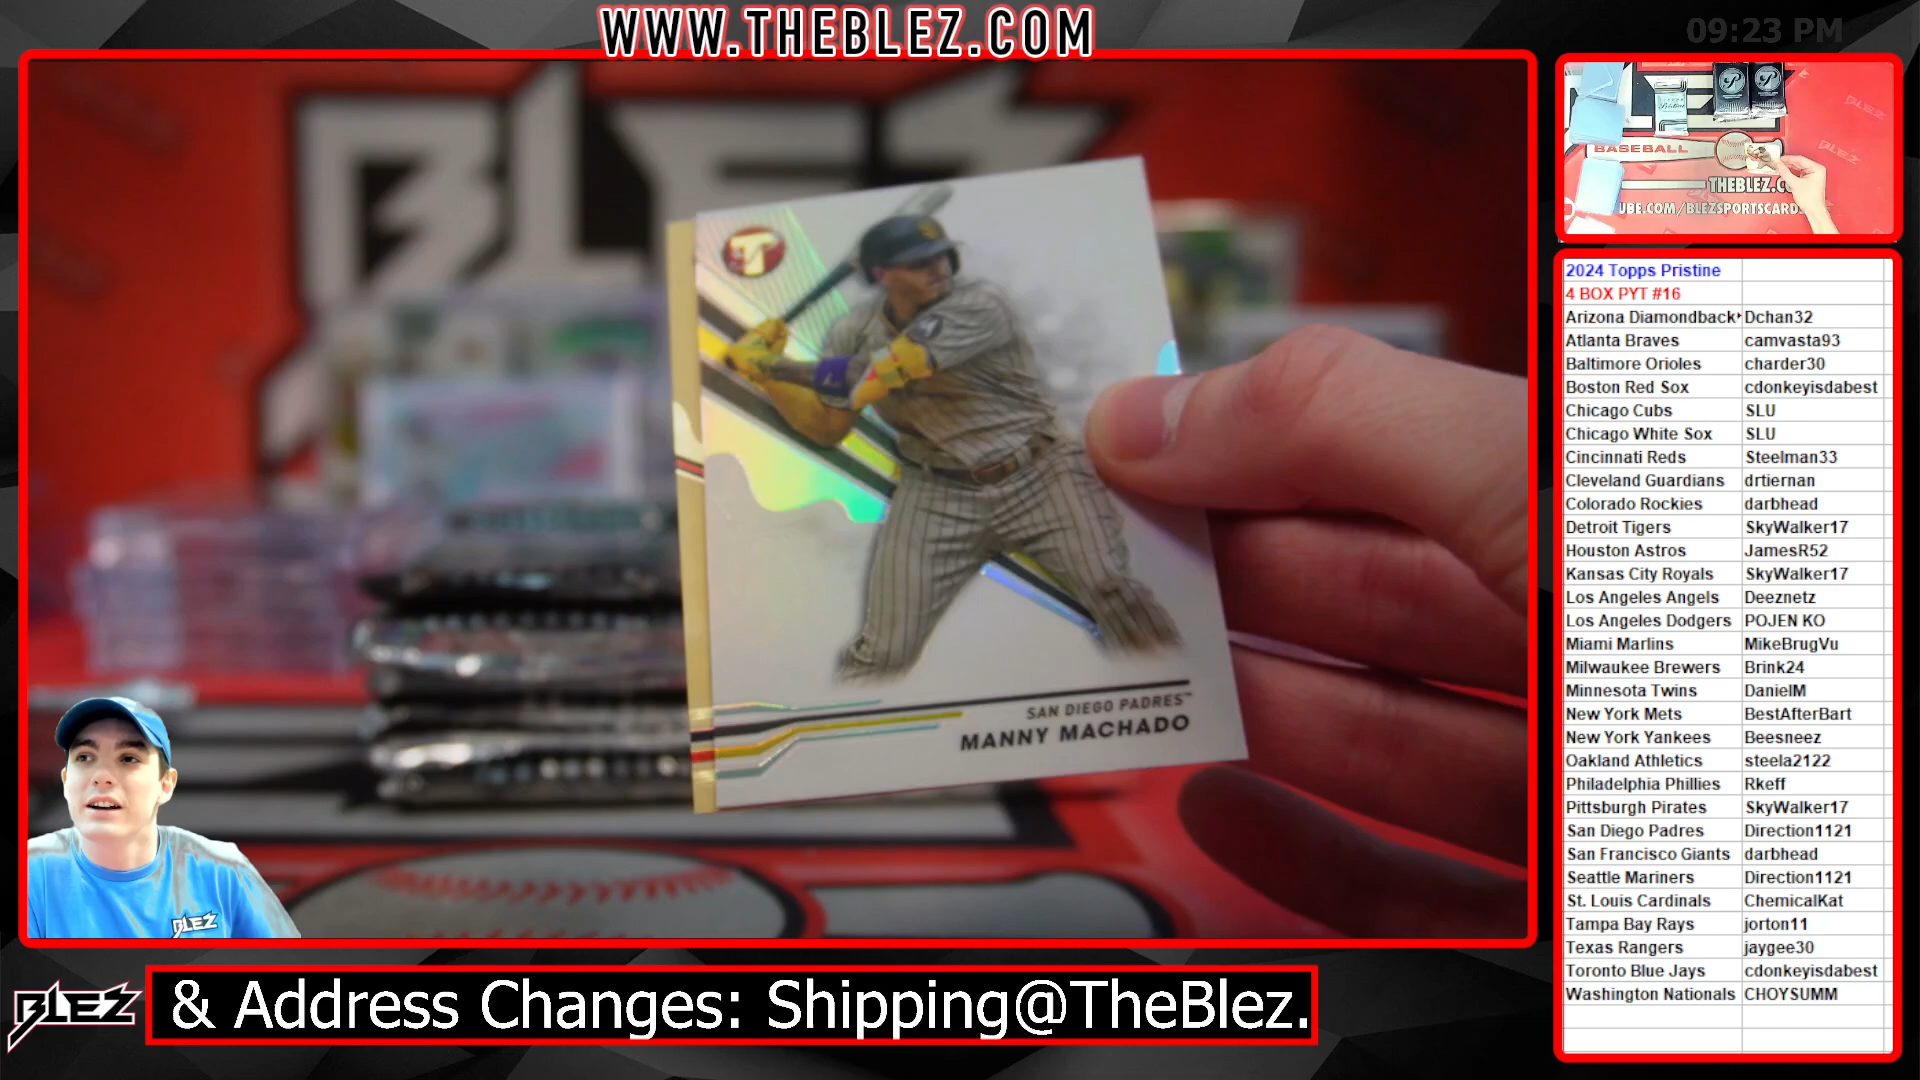 WWW.THEBLEZ.COM
09:23 PM
BLEZ
T
SAN DIEGO PADRES™
MANNY MACHADO
BLEZ
BASEBALL
THEBLEZ.CO
UBE.COM/BLEZSPORTSCARD
BLEZ
BLEZ
2024 Topps Pristine
4 BOX PYT #16
Arizona Diamondback Dchan32
Atlanta Braves camvasta93
Baltimore Orioles charder30
Boston Red Sox cdonkeyisdabest
Chicago Cubs SLU
Chicago White Sox SLU
Cincinnati Reds Steelman33
Cleveland Guardians drtiernan
Colorado Rockies darbhead
Detroit Tigers SkyWalker17
Houston Astros JamesR52
Kansas City Royals SkyWalker17
Los Angeles Angels Deeznetz
Los Angeles Dodgers POJEN KO
Miami Marlins MikeBrugVu
Milwaukee Brewers Brink24
Minnesota Twins DanielM
New York Mets BestAfterBart
New York Yankees Beesneez
Oakland Athletics steela2122
Philadelphia Phillies Rkeff
Pittsburgh Pirates SkyWalker17
San Diego Padres Direction1121
San Francisco Giants darbhead
Seattle Mariners Direction1121
St. Louis Cardinals ChemicalKat
Tampa Bay Rays jorton11
Texas Rangers jaygee30
Toronto Blue Jays cdonkeyisdabest
Washington Nationals CHOYSUMM
BLEZ
& Address Changes: Shipping@TheBlez.